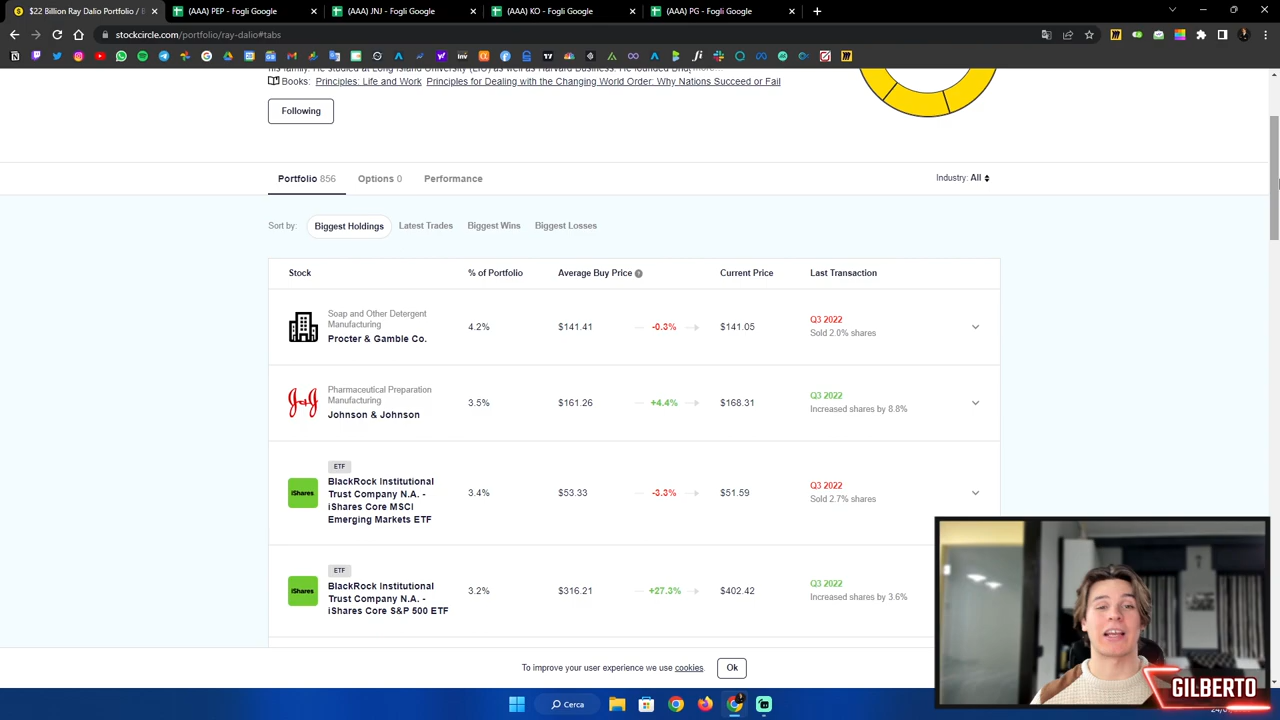 $22 Billion Ray Dalio Portfolio / B
(AAA) PEP - Fogli Google
(AAA) JNJ - Fogli Google
(AAA) KO - Fogli Google
(AAA) PG - Fogli Google
stockcircle.com/portfolio/ray-dalio#tabs
Books: Principles: Life and Work Principles for Dealing with the Changing World Order: Why Nations Succeed or Fail
Following
Portfolio 856
Options 0
Performance
Industry: All
Sort by:
Biggest Holdings
Latest Trades
Biggest Wins
Biggest Losses
Stock
% of Portfolio
Average Buy Price
Current Price
Last Transaction
Soap and Other Detergent
Manufacturing
Procter & Gamble Co.
4.2%
$141.41
-0.3%
$141.05
Q3 2022
Sold 2.0% shares
Pharmaceutical Preparation
Manufacturing
Johnson & Johnson
3.5%
$161.26
+4.4%
$168.31
Q3 2022
Increased shares by 8.8%
ETF
iShares
BlackRock Institutional
Trust Company N.A. -
iShares Core MSCI
Emerging Markets ETF
3.4%
$53.33
-3.3%
$51.59
Q3 2022
Sold 2.7% shares
ETF
iShares
BlackRock Institutional
Trust Company N.A. -
iShares Core S&P 500 ETF
3.2%
$316.21
+27.3%
$402.42
Q3 2022
Increased shares by 3.6%
To improve your user experience we use cookies.
Ok
GILBERTO
Cerca